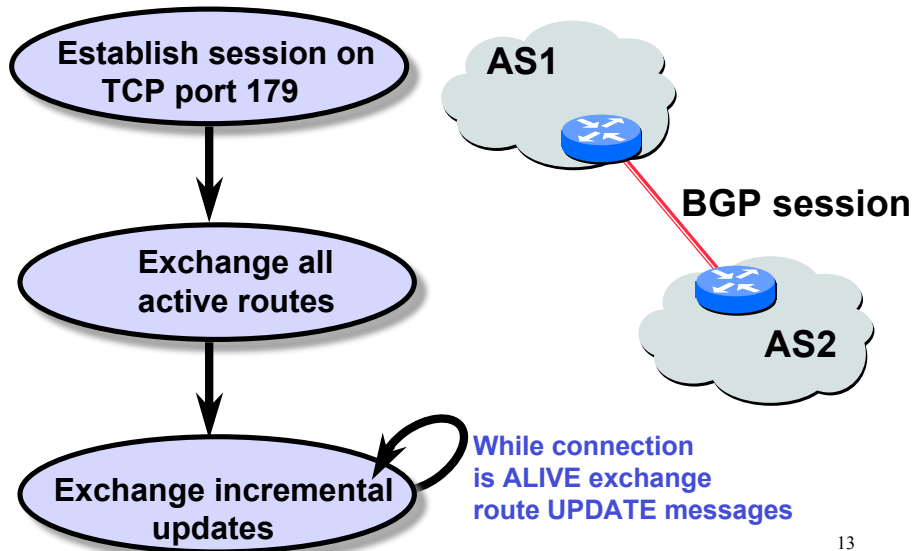 Establish session on
TCP port 179
AS1
BGP session
Exchange all
active routes
AS2
While connection
is ALIVE exchange
route UPDATE messages
Exchange incremental
updates
13